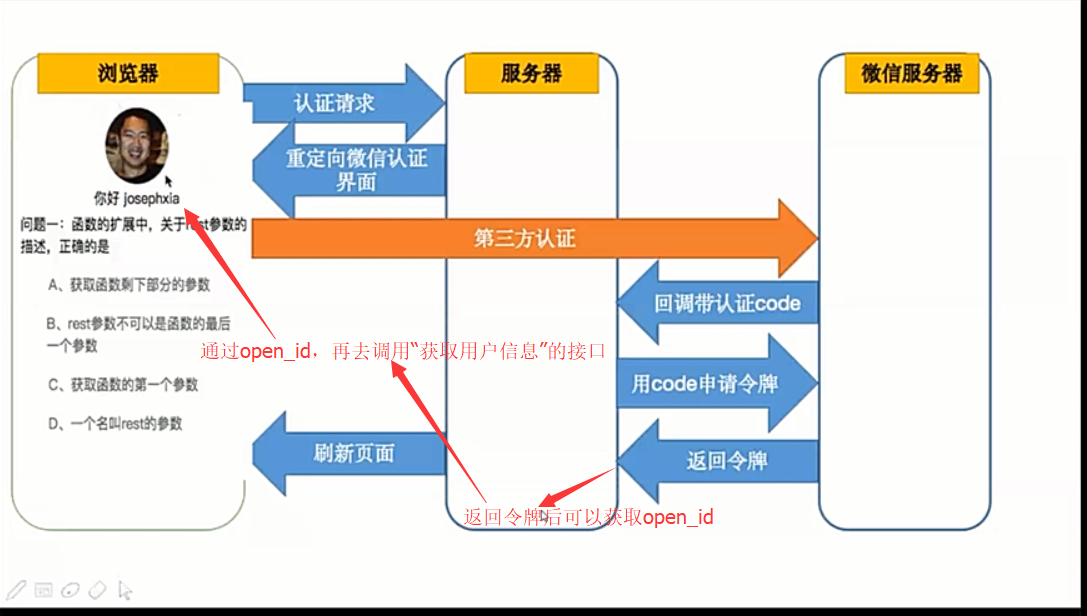 浏览器
服务器
微信服务器
认证请求
重定向微信认证
界面
你好 josephxia
问题一：函数的扩展中，关于rest参数的
描述，正确的是
第三方认证
A、获取函数剩下部分的参数
回调带认证code
B、rest参数不可以是函数的最后
一个参数
通过open_id，再去调用“获取用户信息”的接口
C、获取函数的第一个参数
用code申请令牌
D、一个名叫rest的参数
刷新页面
返回令牌
返回令牌后可以获取open_id